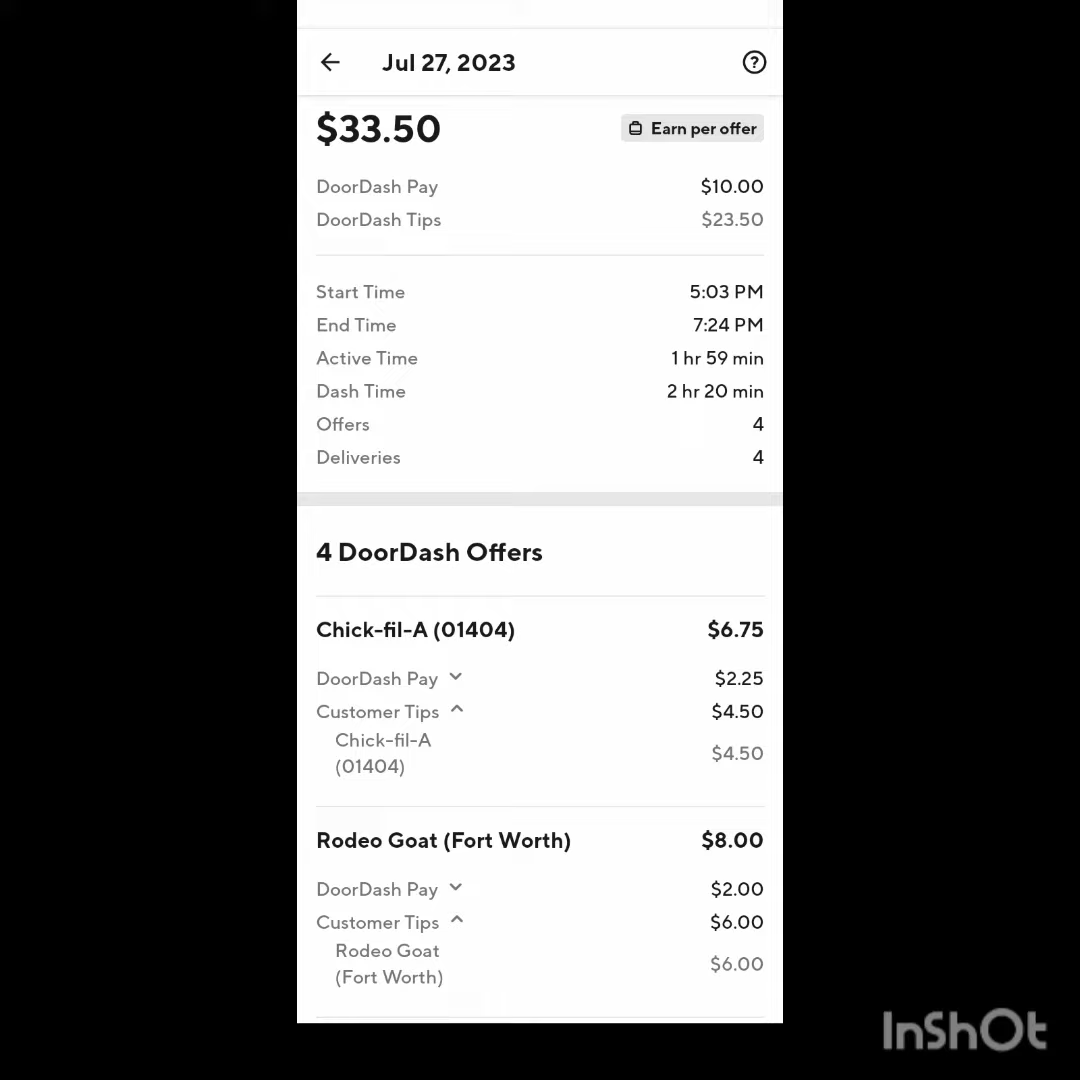 Jul 27, 2023
$33.50
Earn per offer
DoorDash Pay $10.00
DoorDash Tips $23.50
Start Time 5:03 PM
End Time 7:24 PM
Active Time 1 hr 59 min
Dash Time 2 hr 20 min
Offers 4
Deliveries 4
4 DoorDash Offers
Chick-fil-A (01404) $6.75
DoorDash Pay $2.25
Customer Tips $4.50
Chick-fil-A
(01404) $4.50
Rodeo Goat (Fort Worth) $8.00
DoorDash Pay $2.00
Customer Tips $6.00
Rodeo Goat
(Fort Worth) $6.00
InShOt